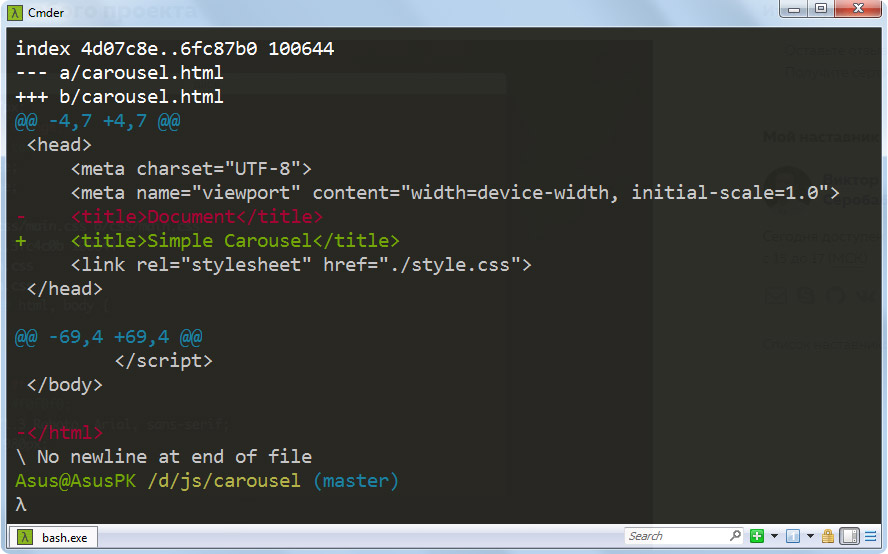 Cmder
index 4d07c8e..6fc87b0 100644
--- a/carousel.html
+++ b/carousel.html
@@ -4,7 +4,7 @@
 <head>
     <meta charset="UTF-8">
     <meta name="viewport" content="width=device-width, initial-scale=1.0">
-    <title>Document</title>
+    <title>Simple Carousel</title>
     <link rel="stylesheet" href="./style.css">
 </head>
@@ -69,4 +69,4 @@
         </script>
 </body>
-</html>
\ No newline at end of file
Asus@AsusPK /d/js/carousel (master)
λ
bash.exe
Search